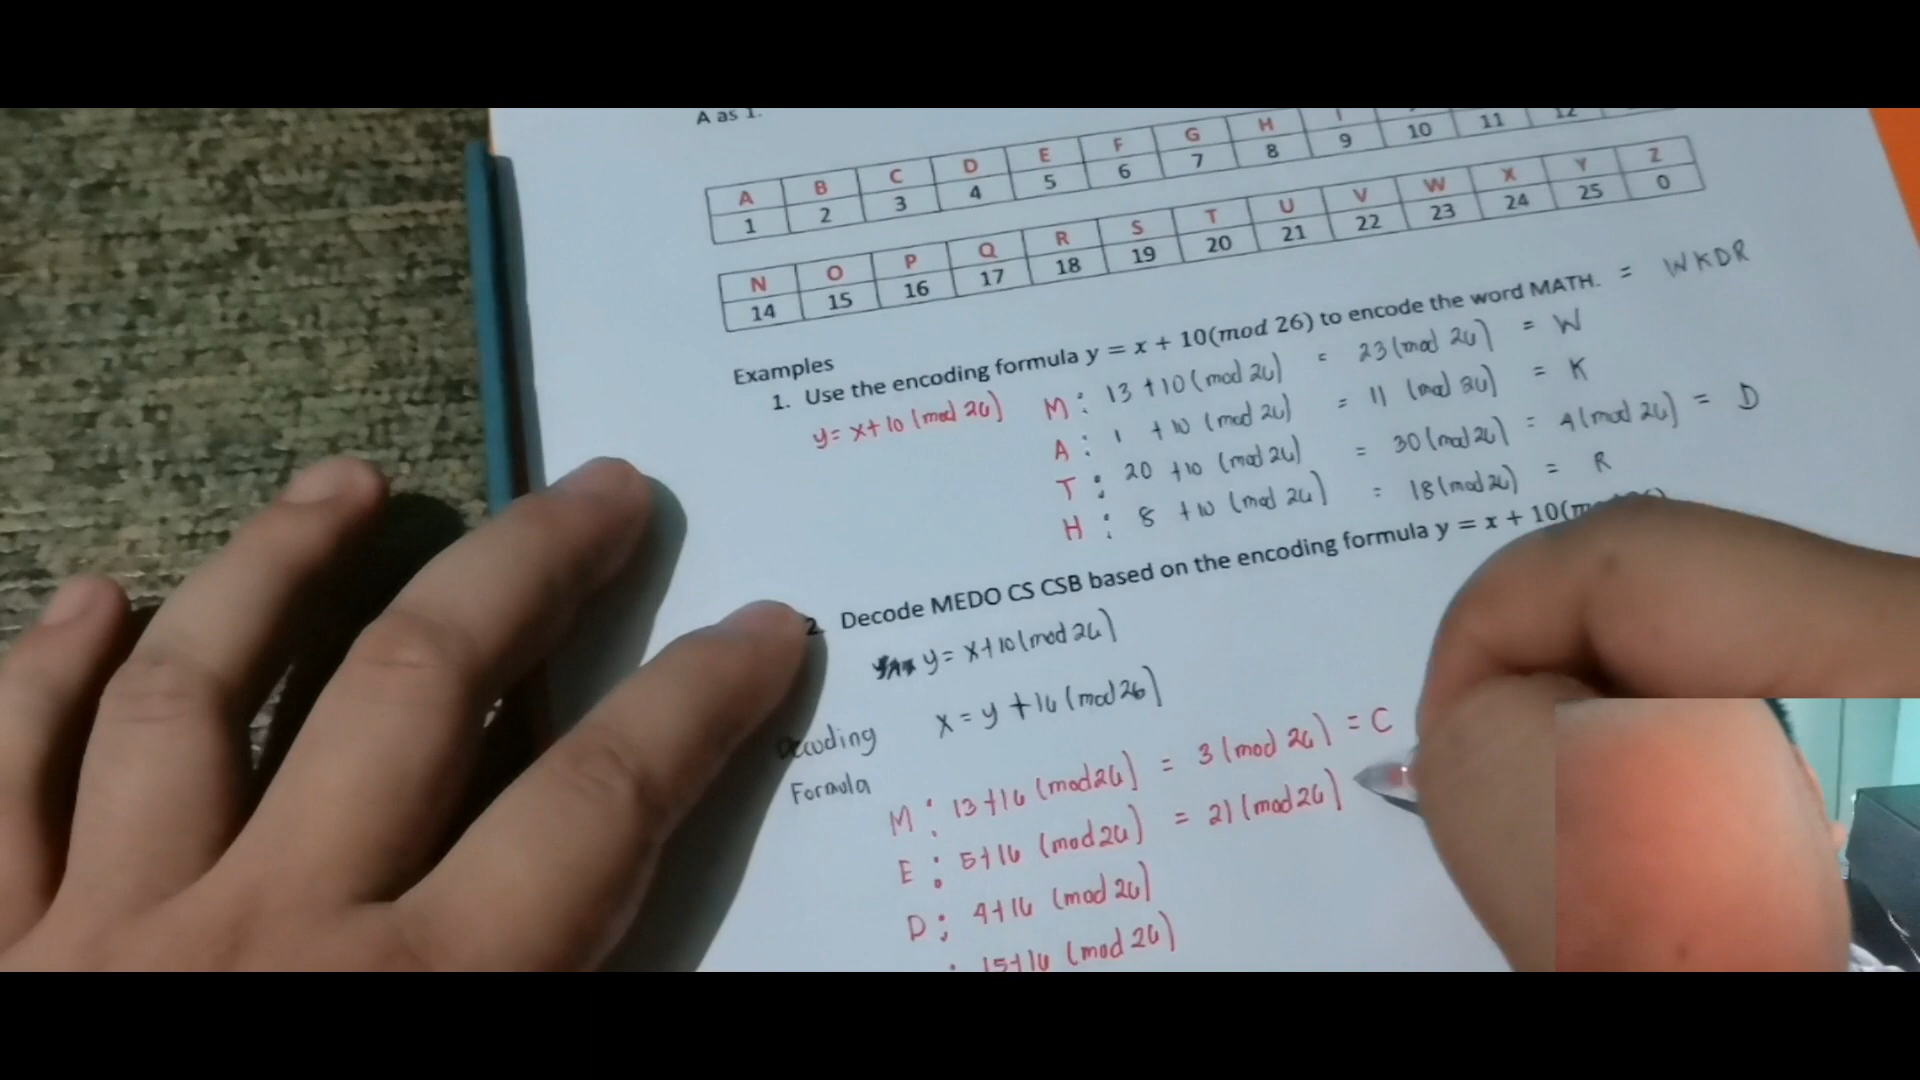 A as 1.
A B C D E F G H I
1 2 3 4 5 6 7 8 9 10 11 12
N O P Q R S T U V W X Y Z
14 15 16 17 18 19 20 21 22 23 24 25 0
Examples
1. Use the encoding formula y = x + 10(mod 26) to encode the word MATH. = WKDR
y = x + 10 (mod 26)
M : 13 + 10 (mod 26) = 23 (mod 26) = W
A : 1 + 10 (mod 26) = 11 (mod 26) = K
T : 20 + 10 (mod 26) = 30 (mod 26) = 4 (mod 26) = D
H : 8 + 10 (mod 26) = 18 (mod 26) = R
2. Decode MEDO CS CSB based on the encoding formula y = x + 10(m
y = x + 10 (mod 26)
Decoding x = y + 16 (mod 26)
Formula
M : 13 + 16 (mod 26) = 3 (mod 26) = C
E : 5 + 16 (mod 26) = 21 (mod 26)
D : 4 + 16 (mod 26)
: 15 + 16 (mod 26)